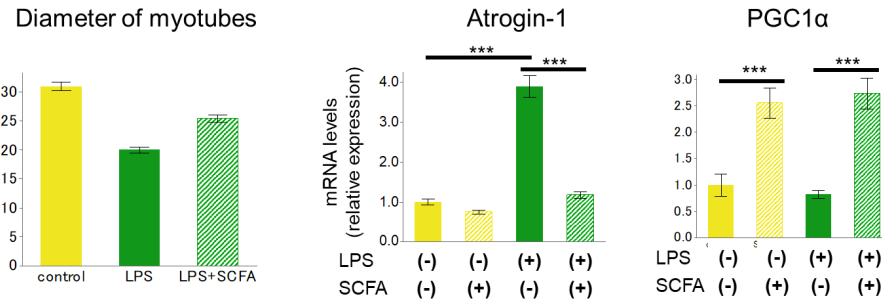 Diameter of myotubes
30
25
20
15
10
5
0
control LPS LPS+SCFA
Atrogin-1
***
***
mRNA levels
(relative expression)
4.0
3.0
2.0
1.0
0.0
LPS (-) (-) (+) (+)
SCFA (-) (+) (-) (+)
PGC1α
***
***
3.0
2.5
2.0
1.5
1.0
0.5
0.0
LPS (-) (-) (+) (+)
SCFA (-) (+) (-) (+)